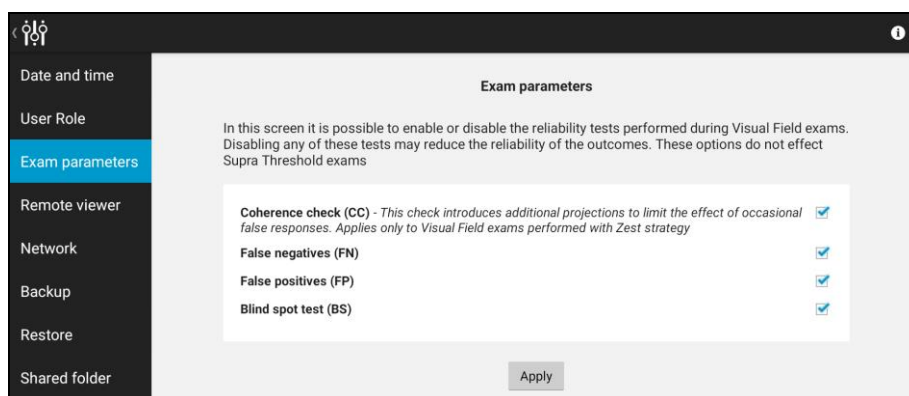 Date and time
User Role
Exam parameters
Remote viewer
Network
Backup
Restore
Shared folder
Exam parameters
In this screen it is possible to enable or disable the reliability tests performed during Visual Field exams.
Disabling any of these tests may reduce the reliability of the outcomes. These options do not effect
Supra Threshold exams
Coherence check (CC) - This check introduces additional projections to limit the effect of occasional
false responses. Applies only to Visual Field exams performed with Zest strategy
False negatives (FN)
False positives (FP)
Blind spot test (BS)
Apply